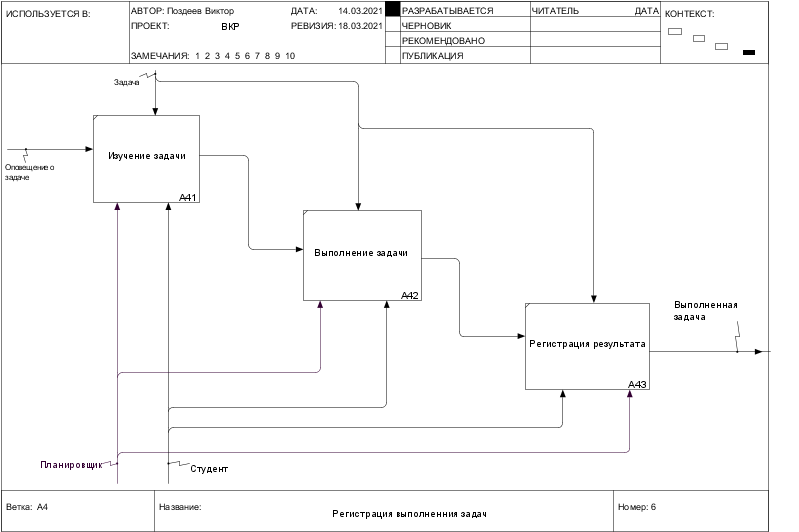 ИСПОЛЬЗУЕТСЯ В:
АВТОР: Поздеев Виктор
ДАТА: 14.03.2021
РАЗРАБАТЫВАЕТСЯ
ЧИТАТЕЛЬ ДАТА
КОНТЕКСТ:
ПРОЕКТ: ВКР
РЕВИЗИЯ: 18.03.2021
ЧЕРНОВИК
РЕКОМЕНДОВАНО
ЗАМЕЧАНИЯ: 1 2 3 4 5 6 7 8 9 10
ПУБЛИКАЦИЯ
Задача
Изучение задачи
Оповещение о
задаче
A41
Выполнение задачи
A42
Выполненная
задача
Регистрация результата
A43
Планировщик
Студент
Ветка: A4
Название:
Регистрация выполненния задач
Номер: 6